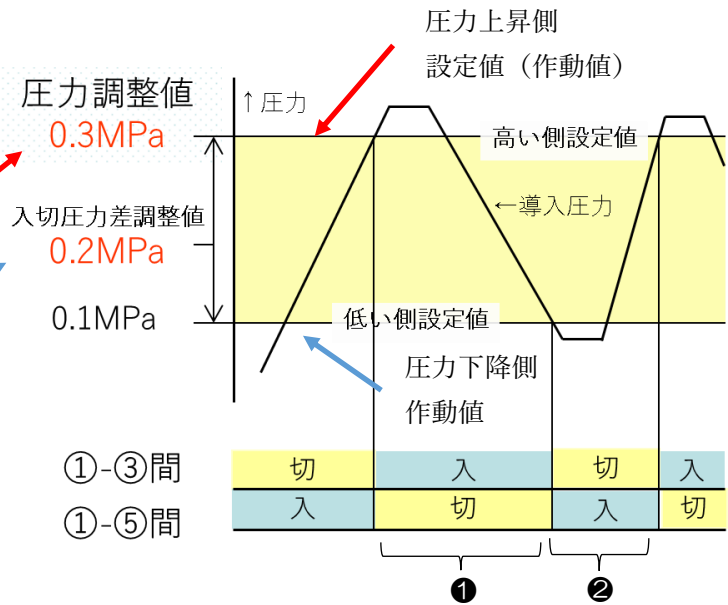 圧力上昇側
設定値（作動値）
圧力調整値
↑圧力
0.3MPa
高い側設定値
入切圧力差調整値
←導入圧力
0.2MPa
0.1MPa
低い側設定値
圧力下降側
作動値
①-③間 切 入 切 入
①-⑤間 入 切 入 切
❶ ❷